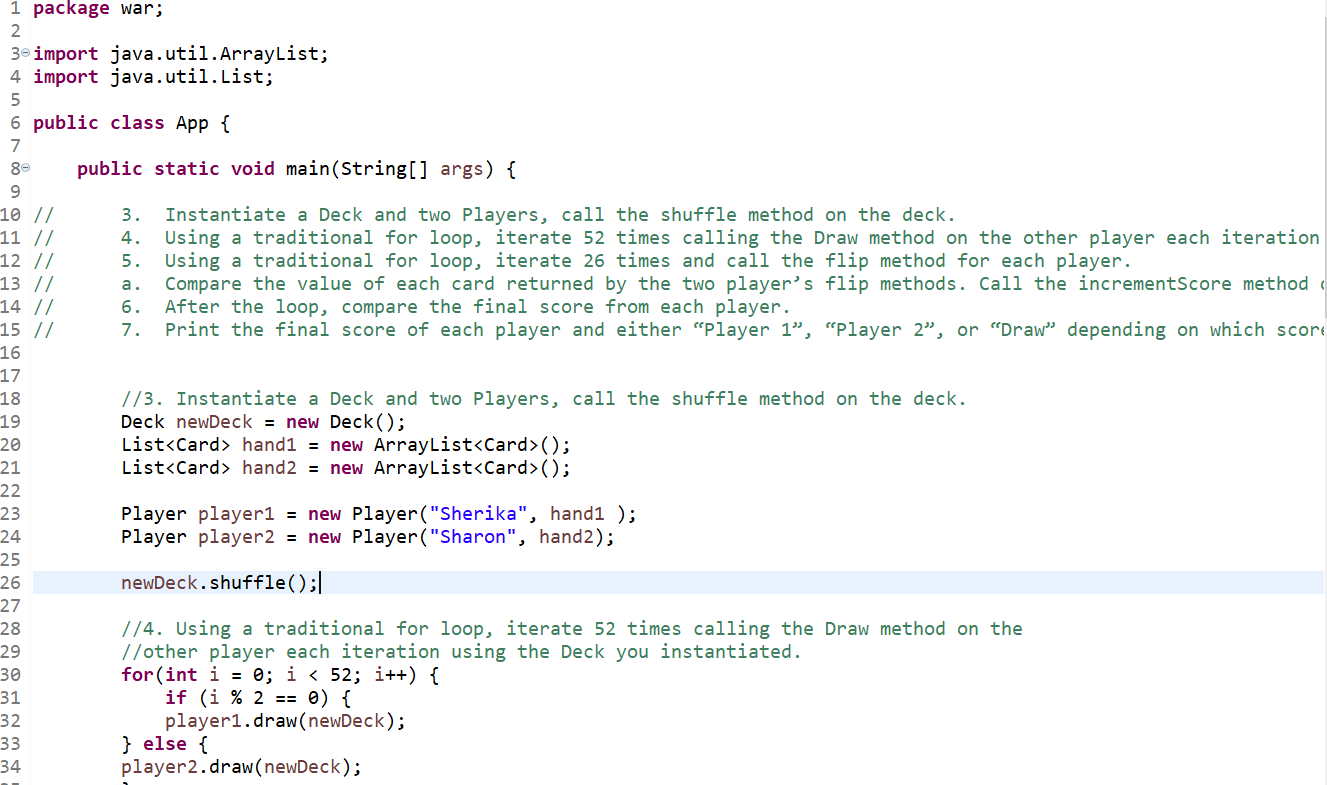 1 package war;
2
3 import java.util.ArrayList;
4 import java.util.List;
5
6 public class App {
7
8     public static void main(String[] args) {
9
10 //      3.  Instantiate a Deck and two Players, call the shuffle method on the deck.
11 //      4.  Using a traditional for loop, iterate 52 times calling the Draw method on the other player each iteration
12 //      5.  Using a traditional for loop, iterate 26 times and call the flip method for each player.
13 //      a.  Compare the value of each card returned by the two player’s flip methods. Call the incrementScore method
14 //      6.  After the loop, compare the final score from each player.
15 //      7.  Print the final score of each player and either “Player 1”, “Player 2”, or “Draw” depending on which
16
17
18         //3. Instantiate a Deck and two Players, call the shuffle method on the deck.
19         Deck newDeck = new Deck();
20         List<Card> hand1 = new ArrayList<Card>();
21         List<Card> hand2 = new ArrayList<Card>();
22
23         Player player1 = new Player("Sherika", hand1 );
24         Player player2 = new Player("Sharon", hand2);
25
26         newDeck.shuffle();
27
28         //4. Using a traditional for loop, iterate 52 times calling the Draw method on the
29         //other player each iteration using the Deck you instantiated.
30         for(int i = 0; i < 52; i++) {
31             if (i % 2 == 0) {
32             player1.draw(newDeck);
33         } else {
34         player2.draw(newDeck);